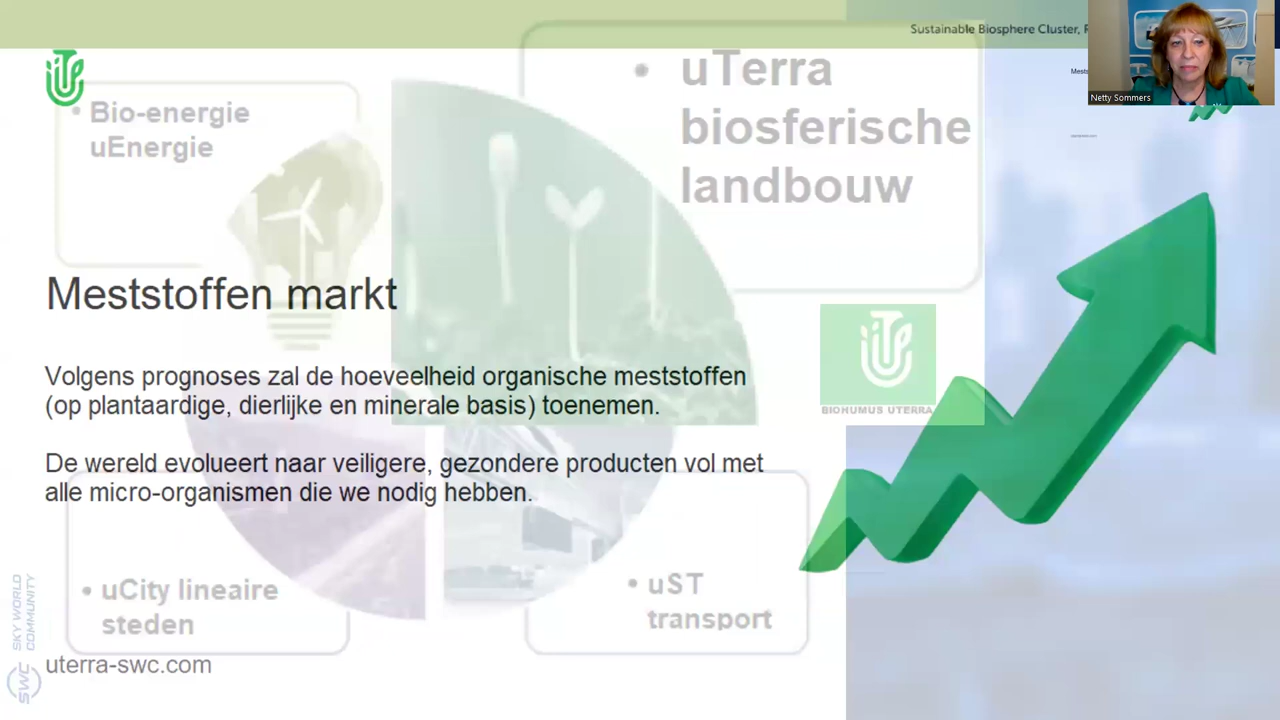 Sustainable Biosphere Cluster,
Netty Sommers
• Bio-energie
uEnergie
• uTerra
biosferische
landbouw
Meststoffen markt
Volgens prognoses zal de hoeveelheid organische meststoffen
(op plantaardige, dierlijke en minerale basis) toenemen.
De wereld evolueert naar veiligere, gezondere producten vol met
alle micro-organismen die we nodig hebben.
BIOHUMUS UTERRA
• uCity lineaire
steden
• uST
transport
uterra-swc.com
SWC SKY WORLD
COMMUNITY